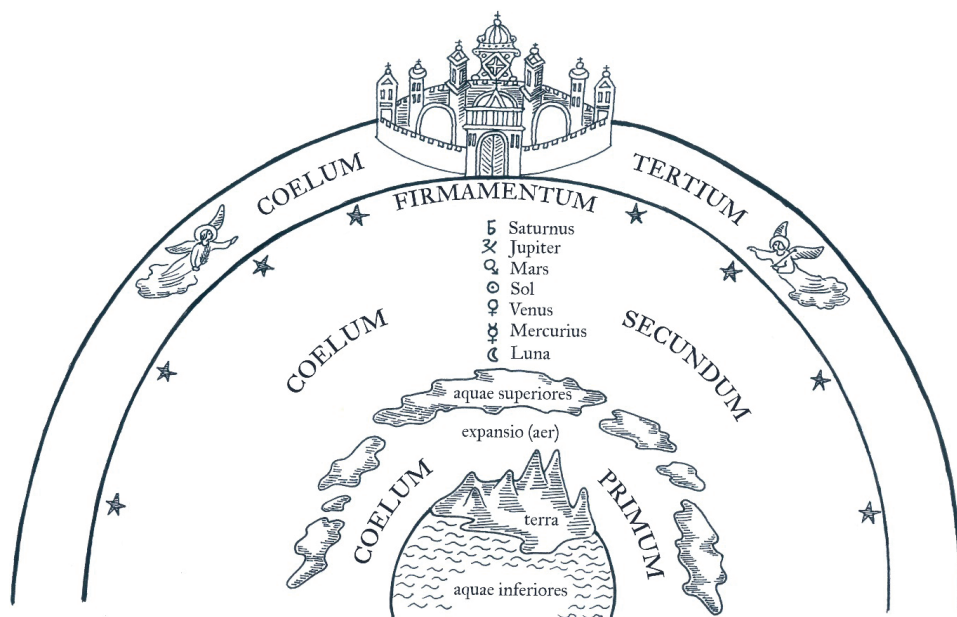 COELUM TERTIUM
FIRMAMENTUM
♄ Saturnus
♃ Jupiter
♂ Mars
☉ Sol
♀ Venus
☿ Mercurius
☾ Luna
COELUM SECUNDUM
aquae superiores
expansio (aer)
COELUM PRIMUM
terra
aquae inferiores